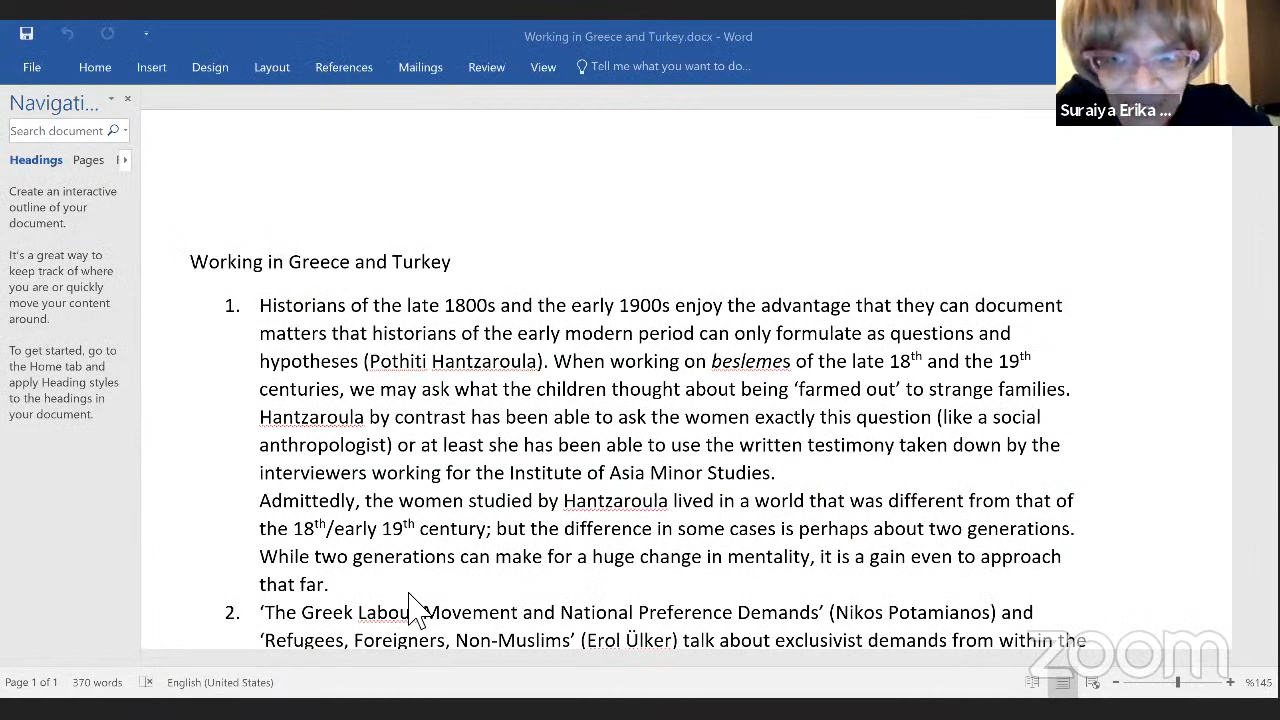 Working in Greece and Turkey.docx - Word
File Home Insert Design Layout References Mailings Review View Tell me what you want to do...
Suraiya Erika ...
Navigati...
Search document
Headings Pages
Create an interactive
outline of your
document.
It's a great way to
keep track of where
you are or quickly
move your content
around.
To get started, go to
the Home tab and
apply Heading styles
to the headings in
your document.
Working in Greece and Turkey
1. Historians of the late 1800s and the early 1900s enjoy the advantage that they can document
matters that historians of the early modern period can only formulate as questions and
hypotheses (Pothiti Hantzaroula). When working on beslemes of the late 18th and the 19th
centuries, we may ask what the children thought about being ‘farmed out’ to strange families.
Hantzaroula by contrast has been able to ask the women exactly this question (like a social
anthropologist) or at least she has been able to use the written testimony taken down by the
interviewers working for the Institute of Asia Minor Studies.
Admittedly, the women studied by Hantzaroula lived in a world that was different from that of
the 18th/early 19th century; but the difference in some cases is perhaps about two generations.
While two generations can make for a huge change in mentality, it is a gain even to approach
that far.
2. ‘The Greek Labour Movement and National Preference Demands’ (Nikos Potamianos) and
‘Refugees, Foreigners, Non-Muslims’ (Erol Ülker) talk about exclusivist demands from within the
zoom
Page 1 of 1 370 words English (United States) %145